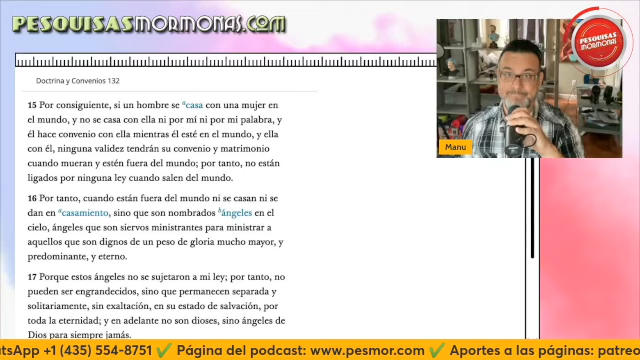 PESQUISASMORMONAS.COM
PESQUISAS
MORMONAS
Doctrina y Convenios 132
15 Por consiguiente, si un hombre se ᵃcasa con una mujer en
el mundo, y no se casa con ella ni por mí ni por mi palabra, y
él hace convenio con ella mientras él esté en el mundo, y ella
con él, ninguna validez tendrán su convenio y matrimonio
cuando mueran y estén fuera del mundo; por tanto, no están
ligados por ninguna ley cuando salen del mundo.
Manu
16 Por tanto, cuando están fuera del mundo ni se casan ni se
dan en ᵃcasamiento, sino que son nombrados ᵇángeles en el
cielo, ángeles que son siervos ministrantes para ministrar a
aquellos que son dignos de un peso de gloria mucho mayor, y
predominante, y eterno.
17 Porque estos ángeles no se sujetaron a mi ley; por tanto, no
pueden ser engrandecidos, sino que permanecen separada y
solitariamente, sin exaltación, en su estado de salvación, por
toda la eternidad; y en adelante no son dioses, sino ángeles de
Dios para siempre jamás.
atsApp +1 (435) 554-8751 ✅ Página del podcast: www.pesmor.com ✅ Aportes a las páginas: patreo